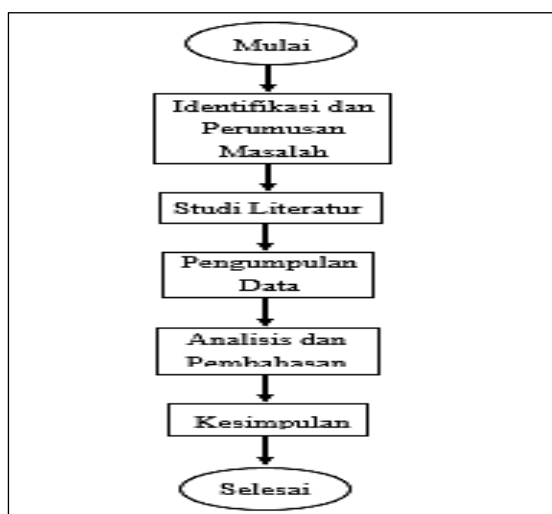 Mulai
Identifikasi dan
Perumusan
Masalah
Studi Literatur
Pengumpulan
Data
Analisis dan
Pembahasan
Kesimpulan
Selesai